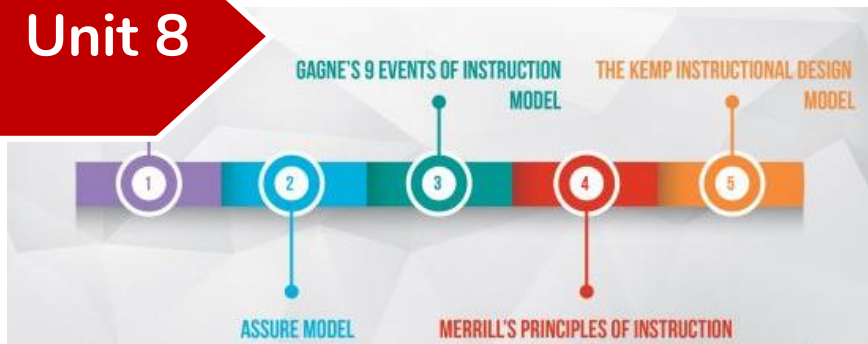 Unit 8
GAGNE'S 9 EVENTS OF INSTRUCTION
MODEL
THE KEMP INSTRUCTIONAL DESIGN
MODEL
1
2
3
4
5
ASSURE MODEL
MERRILL'S PRINCIPLES OF INSTRUCTION